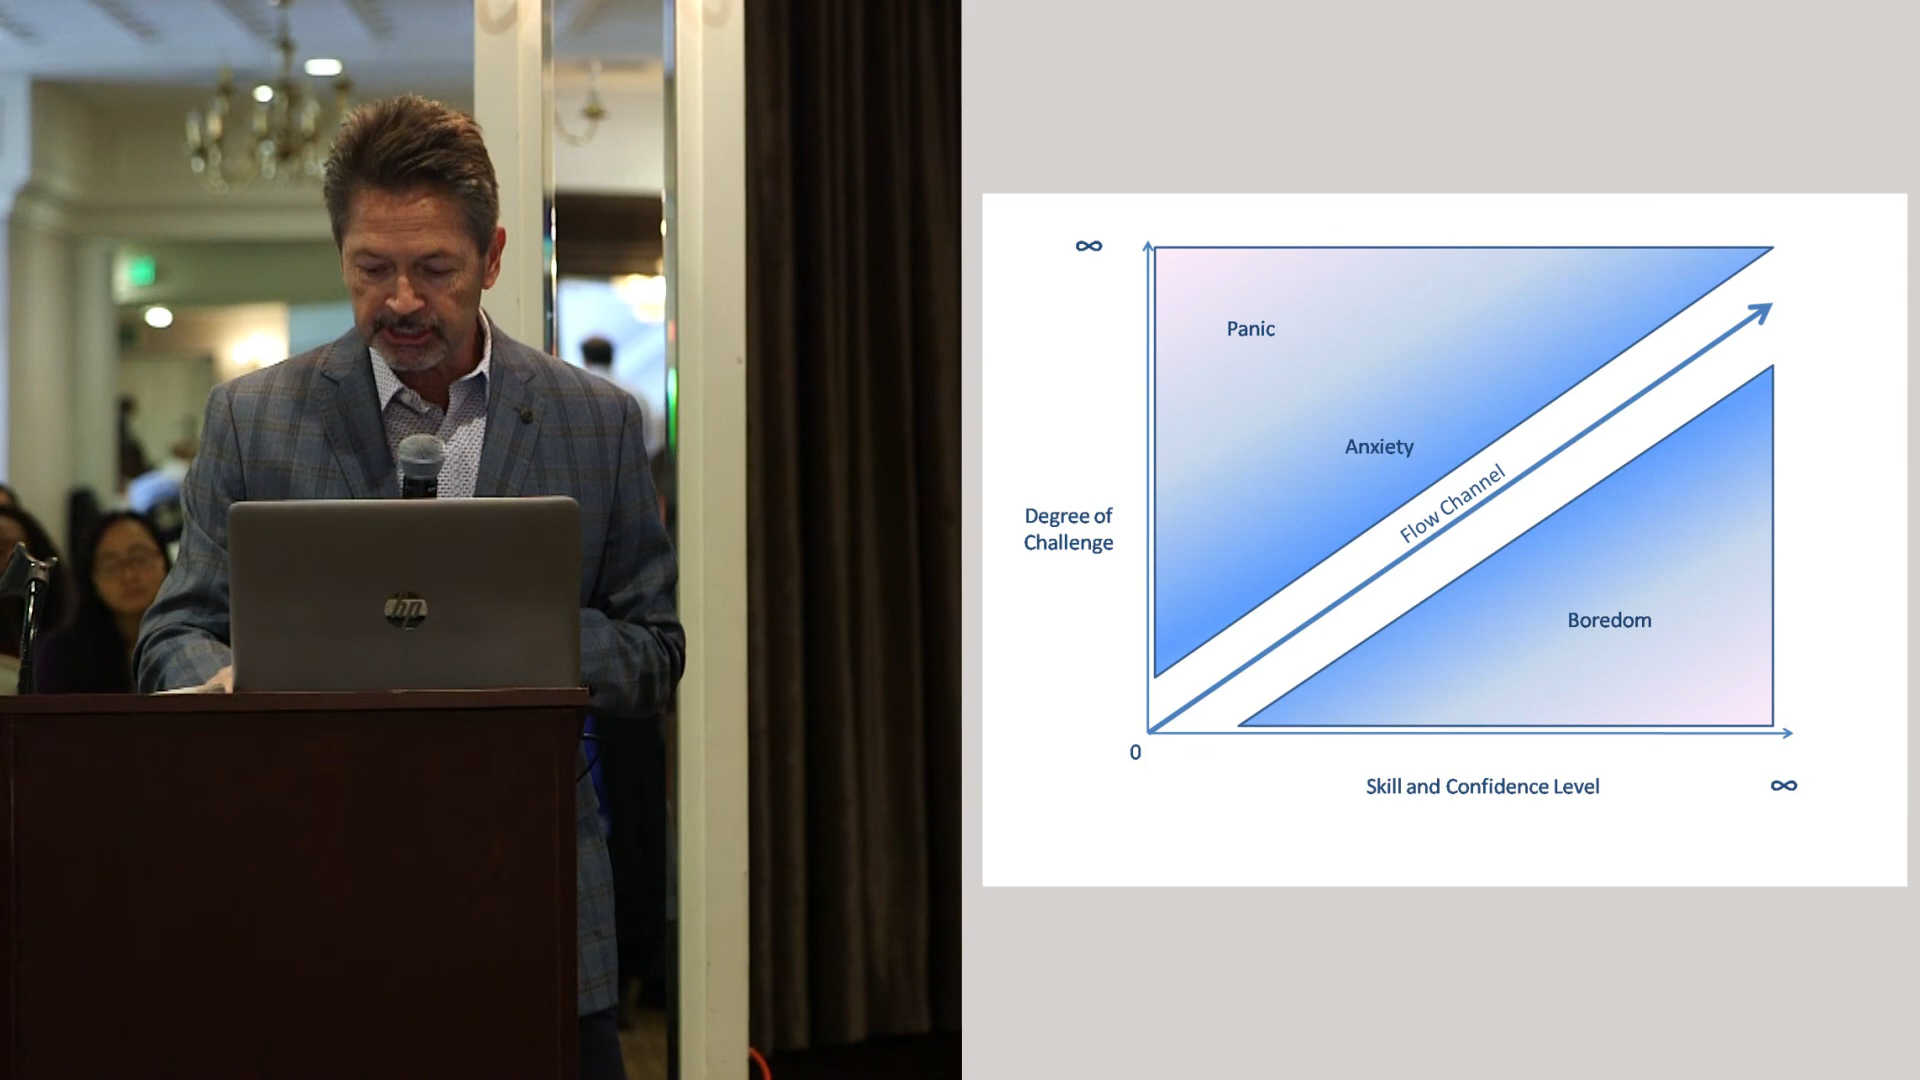 hp
∞
Panic
Anxiety
Flow Channel
Degree of
Challenge
Boredom
0
Skill and Confidence Level
∞